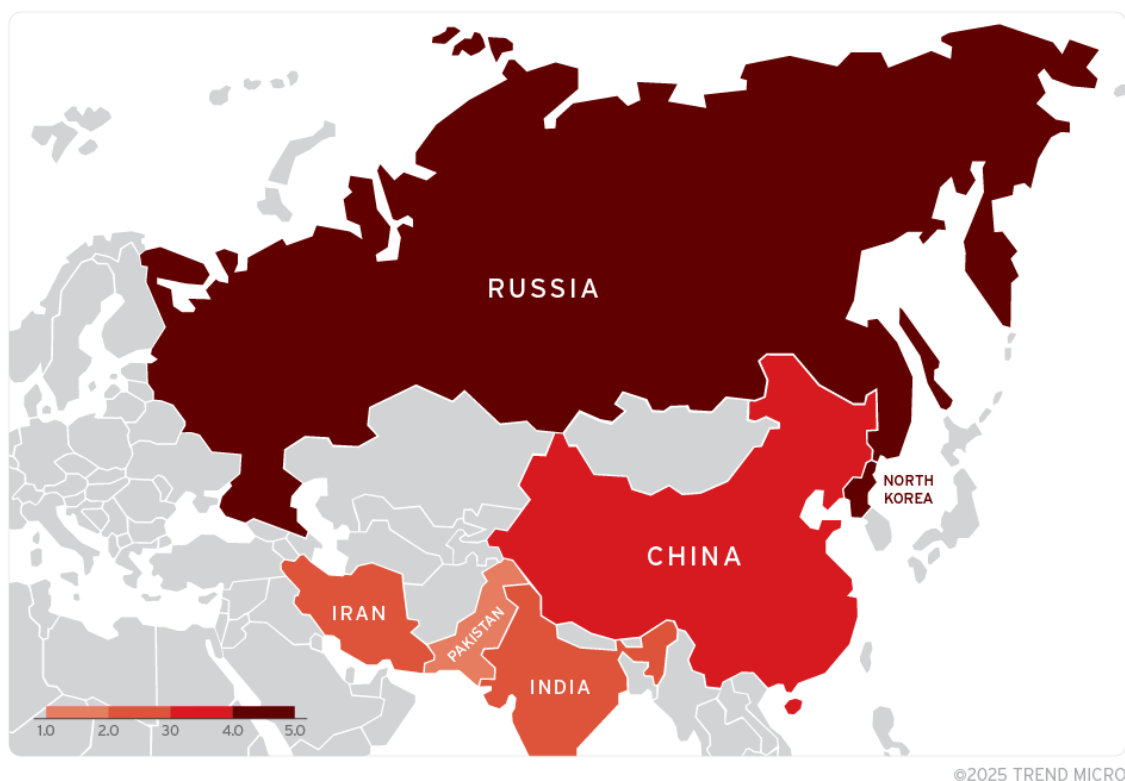 RUSSIA
NORTH
KOREA
CHINA
IRAN
PAKISTAN
INDIA
1.0 2.0 30 4.0 5.0
©2025 TREND MICRO